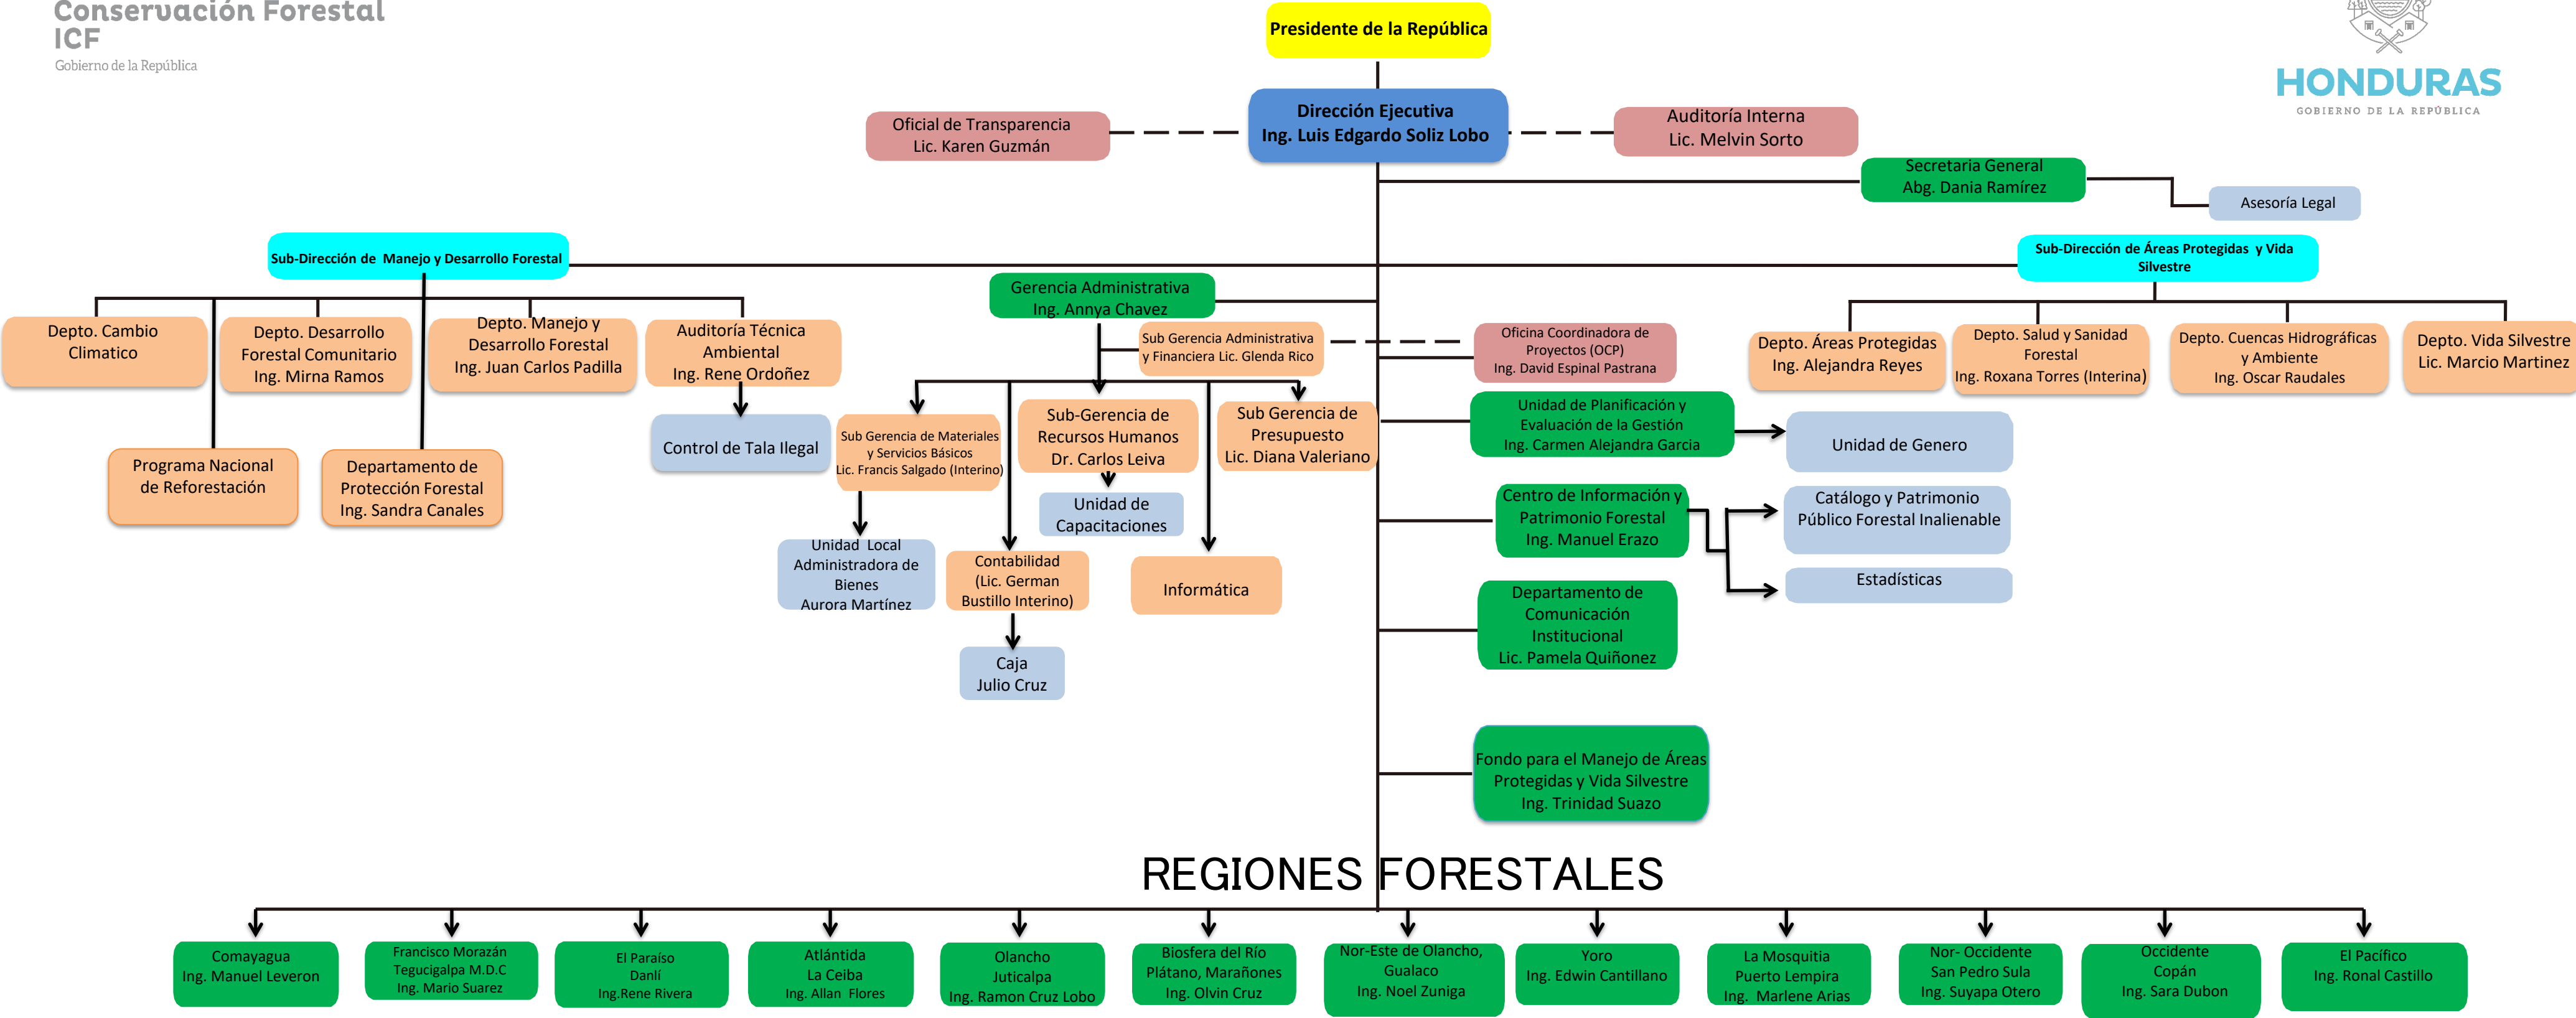 Conservación Forestal
ICF
Gobierno de la República
HONDURAS
GOBIERNO DE LA REPÚBLICA
Presidente de la República
Dirección Ejecutiva
Ing. Luis Edgardo Soliz Lobo
Oficial de Transparencia
Lic. Karen Guzmán
Auditoría Interna
Lic. Melvin Sorto
Secretaria General
Abg. Dania Ramírez
Asesoría Legal
Sub-Dirección de Manejo y Desarrollo Forestal
Sub-Dirección de Áreas Protegidas y Vida
Silvestre
Depto. Cambio
Climatico
Depto. Desarrollo
Forestal Comunitario
Ing. Mirna Ramos
Depto. Manejo y
Desarrollo Forestal
Ing. Juan Carlos Padilla
Auditoría Técnica
Ambiental
Ing. Rene Ordoñez
Programa Nacional
de Reforestación
Departamento de
Protección Forestal
Ing. Sandra Canales
Control de Tala Ilegal
Gerencia Administrativa
Ing. Annya Chavez
Sub Gerencia Administrativa
y Financiera Lic. Glenda Rico
Sub Gerencia de Materiales
y Servicios Básicos
Lic. Francis Salgado (Interino)
Sub-Gerencia de
Recursos Humanos
Dr. Carlos Leiva
Sub Gerencia de
Presupuesto
Lic. Diana Valeriano
Unidad de
Capacitaciones
Unidad Local
Administradora de
Bienes
Aurora Martínez
Contabilidad
(Lic. German
Bustillo Interino)
Informática
Caja
Julio Cruz
Oficina Coordinadora de
Proyectos (OCP)
Ing. David Espinal Pastrana
Unidad de Planificación y
Evaluación de la Gestión
Ing. Carmen Alejandra Garcia
Unidad de Genero
Centro de Información y
Patrimonio Forestal
Ing. Manuel Erazo
Catálogo y Patrimonio
Público Forestal Inalienable
Estadísticas
Departamento de
Comunicación
Institucional
Lic. Pamela Quiñonez
Fondo para el Manejo de Áreas
Protegidas y Vida Silvestre
Ing. Trinidad Suazo
Depto. Áreas Protegidas
Ing. Alejandra Reyes
Depto. Salud y Sanidad
Forestal
Ing. Roxana Torres (Interina)
Depto. Cuencas Hidrográficas
y Ambiente
Ing. Oscar Raudales
Depto. Vida Silvestre
Lic. Marcio Martinez
REGIONES FORESTALES
Comayagua
Ing. Manuel Leveron
Francisco Morazán
Tegucigalpa M.D.C
Ing. Mario Suarez
El Paraíso
Danlí
Ing.Rene Rivera
Atlántida
La Ceiba
Ing. Allan Flores
Olancho
Juticalpa
Ing. Ramon Cruz Lobo
Biosfera del Río
Plátano, Marañones
Ing. Olvin Cruz
Nor-Este de Olancho,
Gualaco
Ing. Noel Zuniga
Yoro
Ing. Edwin Cantillano
La Mosquitia
Puerto Lempira
Ing. Marlene Arias
Nor- Occidente
San Pedro Sula
Ing. Suyapa Otero
Occidente
Copán
Ing. Sara Dubon
El Pacífico
Ing. Ronal Castillo